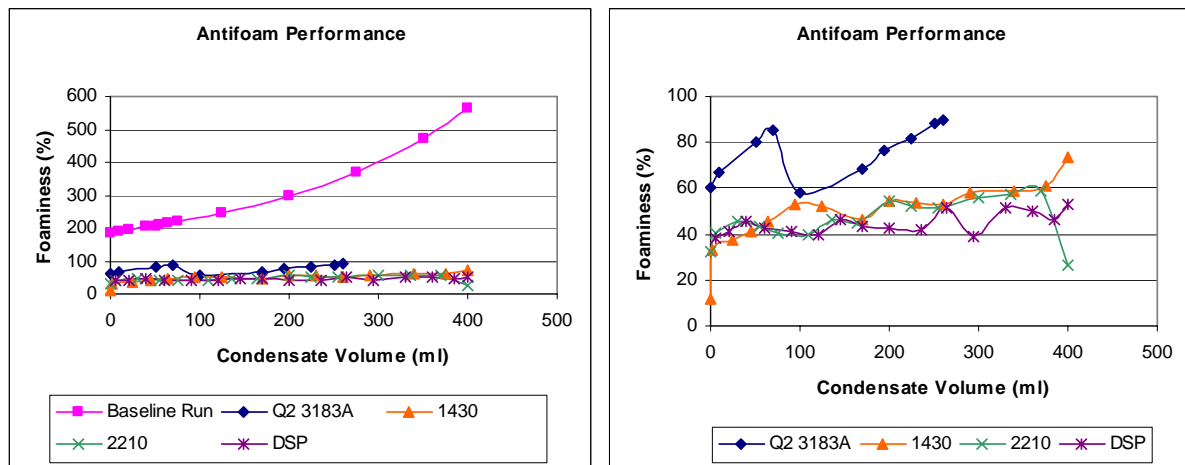 Antifoam Performance
Foaminess (%)
600
500
400
300
200
100
0
0 100 200 300 400 500
Condensate Volume (ml)
Baseline Run Q2 3183A 1430
2210 DSP
Antifoam Performance
Foaminess (%)
100
80
60
40
20
0
0 100 200 300 400 500
Condensate Volume (ml)
Q2 3183A 1430 2210 DSP